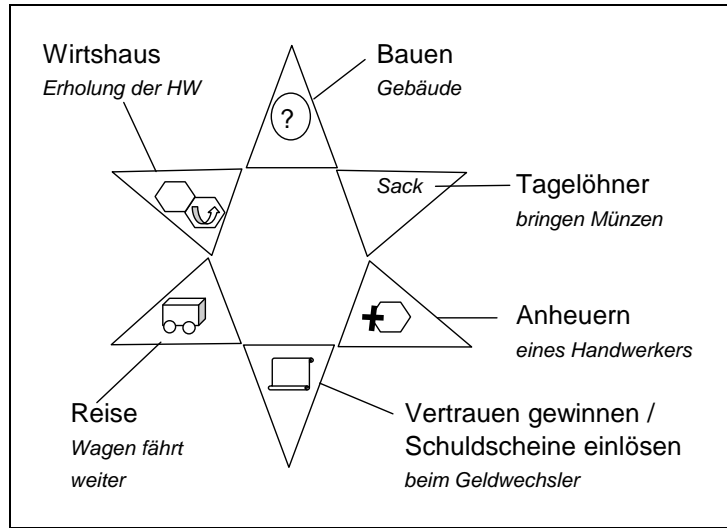 Wirtshaus
Erholung der HW
Bauen
Gebäude
?
Sack
Tagelöhner
bringen Münzen
Anheuern
eines Handwerkers
Reise
Wagen fährt
weiter
Vertrauen gewinnen /
Schuldscheine einlösen
beim Geldwechsler